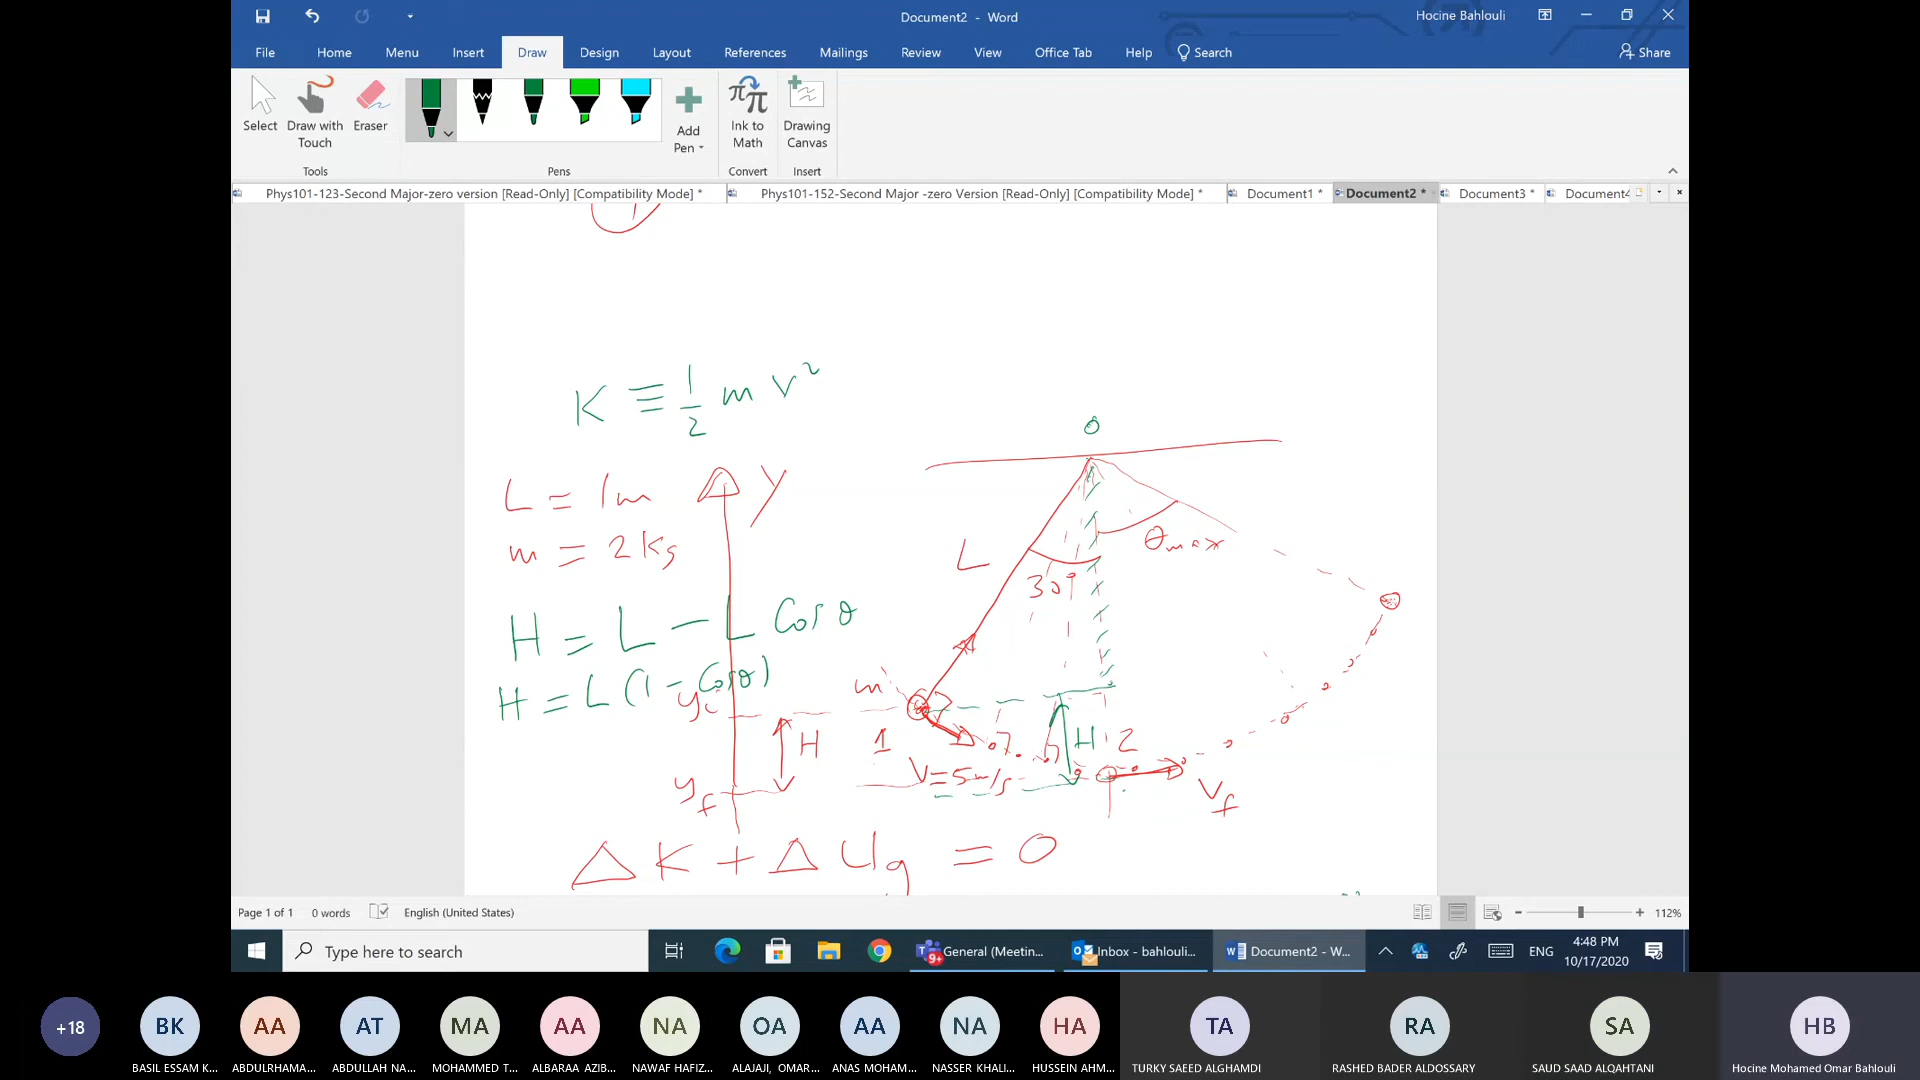 Document2 - Word
Hocine Bahlouli
File Home Menu Insert Draw Design Layout References Mailings Review View Office Tab Help Search Share
Select Draw with Touch Eraser Add Pen Ink to Math Drawing Canvas
Tools Pens Convert Insert
Phys101-123-Second Major-zero version [Read-Only] [Compatibility Mode] * Phys101-152-Second Major -zero Version [Read-Only] [Compatibility Mode] * Document1 * Document2 * Document3 * Document4
K ≡ 1/2 m v²
O
L = 1m
y
m = 2 kg
L
θmax
30°
H = L - L Cos θ
H = L (1 - Cos θ)
yi
m
H
1
H
2
V = 5 m/s
yf
Vf
Δ K + Δ Ug = 0
Page 1 of 1 0 words English (United States) 112%
Type here to search
9+ General (Meetin...
Inbox - bahlouli...
Document2 - W...
ENG
4:48 PM
10/17/2020
+18 BK AA AT MA AA NA OA AA NA HA TA RA SA HB
BASIL ESSAM K... ABDULRHAMA... ABDULLAH NA... MOHAMMED T... ALBARAA AZIB... NAWAF HAFIZ... ALAJAJI, OMAR... ANAS MOHAM... NASSER KHALI... HUSSEIN AHM... TURKY SAEED ALGHAMDI RASHED BADER ALDOSSARY SAUD SAAD ALQAHTANI Hocine Mohamed Omar Bahlouli